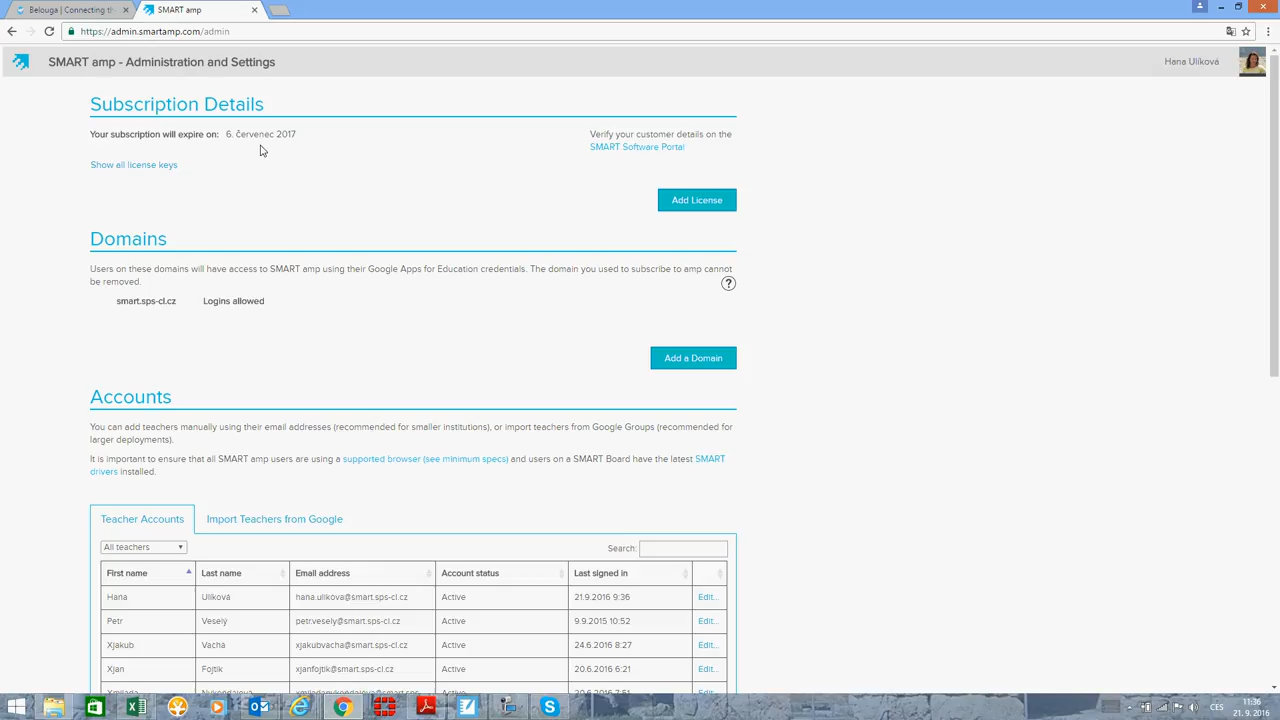 Belouga | Connecting th
SMART amp
https://admin.smartamp.com/admin
SMART amp - Administration and Settings
Hana Ulíková
Subscription Details
Your subscription will expire on: 6. červenec 2017
Verify your customer details on the
SMART Software Portal
Show all license keys
Add License
Domains
Users on these domains will have access to SMART amp using their Google Apps for Education credentials. The domain you used to subscribe to amp cannot
be removed.
?
smart.sps-cl.cz Logins allowed
Add a Domain
Accounts
You can add teachers manually using their email addresses (recommended for smaller institutions), or import teachers from Google Groups (recommended for
larger deployments).
It is important to ensure that all SMART amp users are using a supported browser (see minimum specs) and users on a SMART Board have the latest SMART
drivers installed.
Teacher Accounts Import Teachers from Google
All teachers Search:
First name Last name Email address Account status Last signed in
Hana Ulíková hana.ulikova@smart.sps-cl.cz Active 21.9.2016 9:36 Edit...
Petr Veselý petr.vesely@smart.sps-cl.cz Active 9.9.2015 10:52 Edit...
Xjakub Vacha xjakubvacha@smart.sps-cl.cz Active 24.6.2016 8:27 Edit...
Xjan Fojtík xjanfojtik@smart.sps-cl.cz Active 20.6.2016 6:21 Edit...
CES
11:36
21. 9. 2016